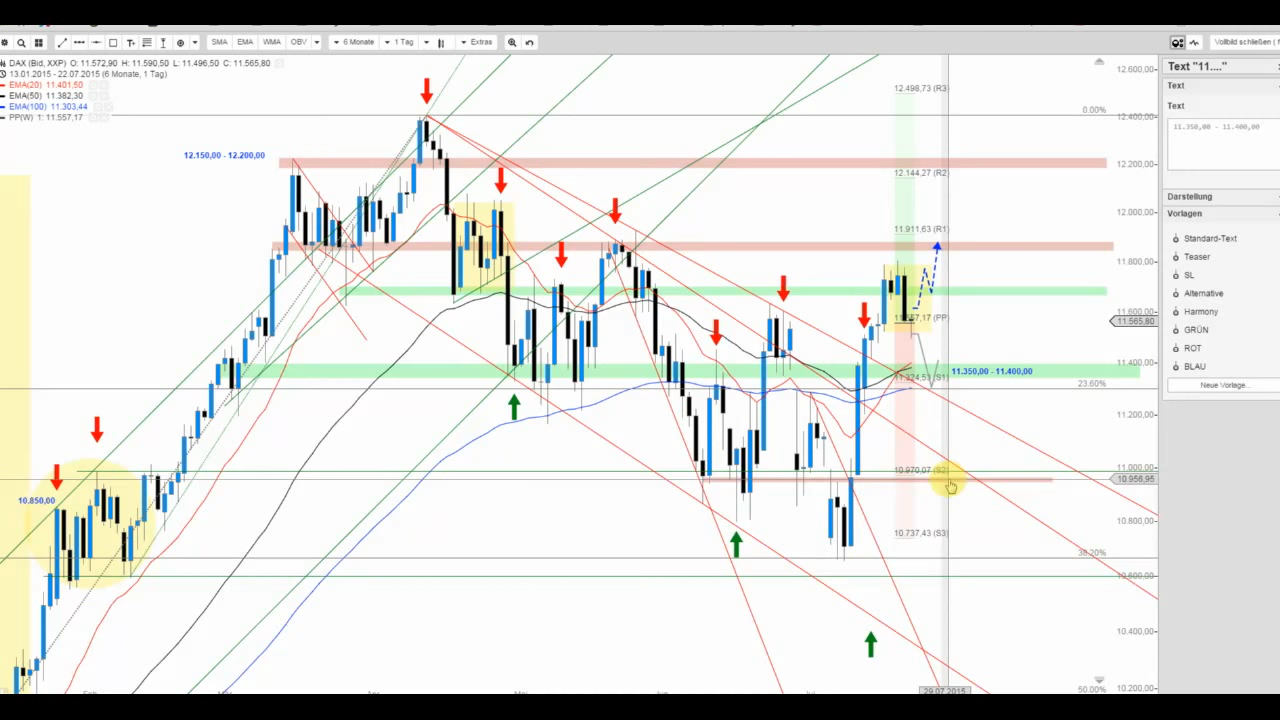 SMA EMA WMA OBV 6 Monate 1 Tag Extras Vollbild schließen (
DAX (Bid, XXP) O: 11.572,90 H: 11.590,50 L: 11.496,50 C: 11.565,80
13.01.2015 - 22.07.2015 (6 Monate, 1 Tag)
EMA(20) 11.401,50
EMA(50) 11.382,30
EMA(100) 11.303,44
PP(W) 1: 11.557,17
Text "11...."
Text
Text
11.350,00 - 11.400,00
Darstellung
Vorlagen
Standard-Text
Teaser
SL
Alternative
Harmony
GRÜN
ROT
BLAU
Neue Vorlage...
12.600,00
12.498,73 (R3)
0.00%
12.400,00
12.150,00 - 12.200,00
12.200,00
12.144,27 (R2)
12.000,00
11.911,63 (R1)
11.800,00
11.600,00
11.557,17 (PP)
11.565,80
11.400,00
11.350,00 - 11.400,00
11.324,53 (S1)
23.60%
11.200,00
11.000,00
10.970,07 (S2)
10.956,95
10.850,00
10.800,00
10.737,43 (S3)
38.20%
10.600,00
10.400,00
10.200,00
50.00%
29.07.2015